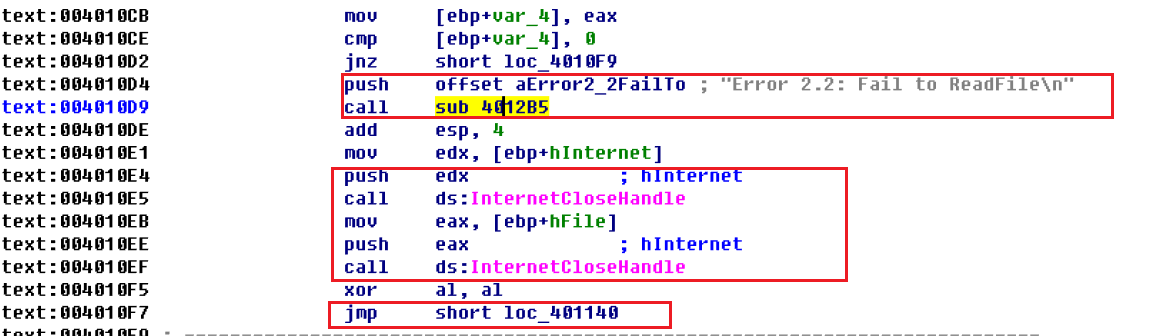 text:004010CB mov [ebp+var_4], eax
text:004010CE cmp [ebp+var_4], 0
text:004010D2 jnz short loc_4010F9
text:004010D4 push offset aError2_2FailTo ; "Error 2.2: Fail to ReadFile\n"
text:004010D9 call sub_4012B5
text:004010DE add esp, 4
text:004010E1 mov edx, [ebp+hInternet]
text:004010E4 push edx ; hInternet
text:004010E5 call ds:InternetCloseHandle
text:004010EB mov eax, [ebp+hFile]
text:004010EE push eax ; hInternet
text:004010EF call ds:InternetCloseHandle
text:004010F5 xor al, al
text:004010F7 jmp short loc_401140
text:004010F9 ; ---------------------------------------------------------------------------